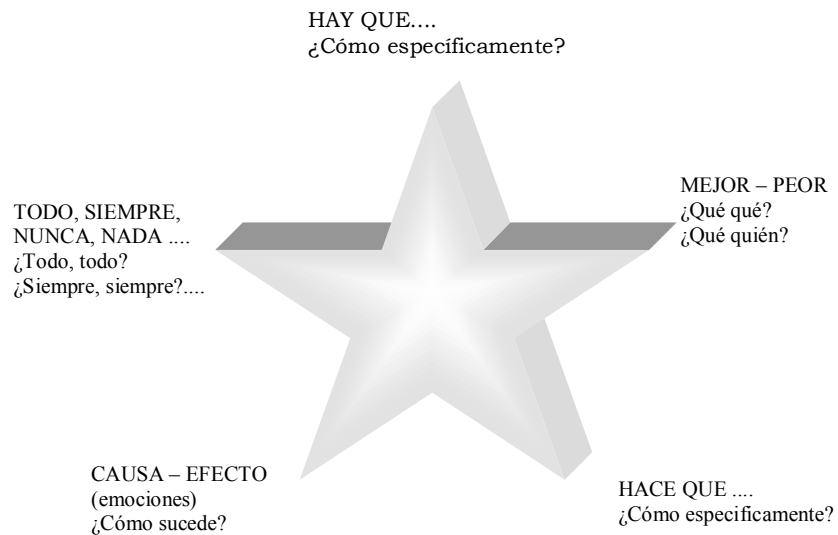 HAY QUE....
¿Cómo específicamente?
MEJOR – PEOR
¿Qué qué?
¿Qué quién?
TODO, SIEMPRE,
NUNCA, NADA ....
¿Todo, todo?
¿Siempre, siempre?....
CAUSA – EFECTO
(emociones)
¿Cómo sucede?
HACE QUE ....
¿Cómo especificamente?